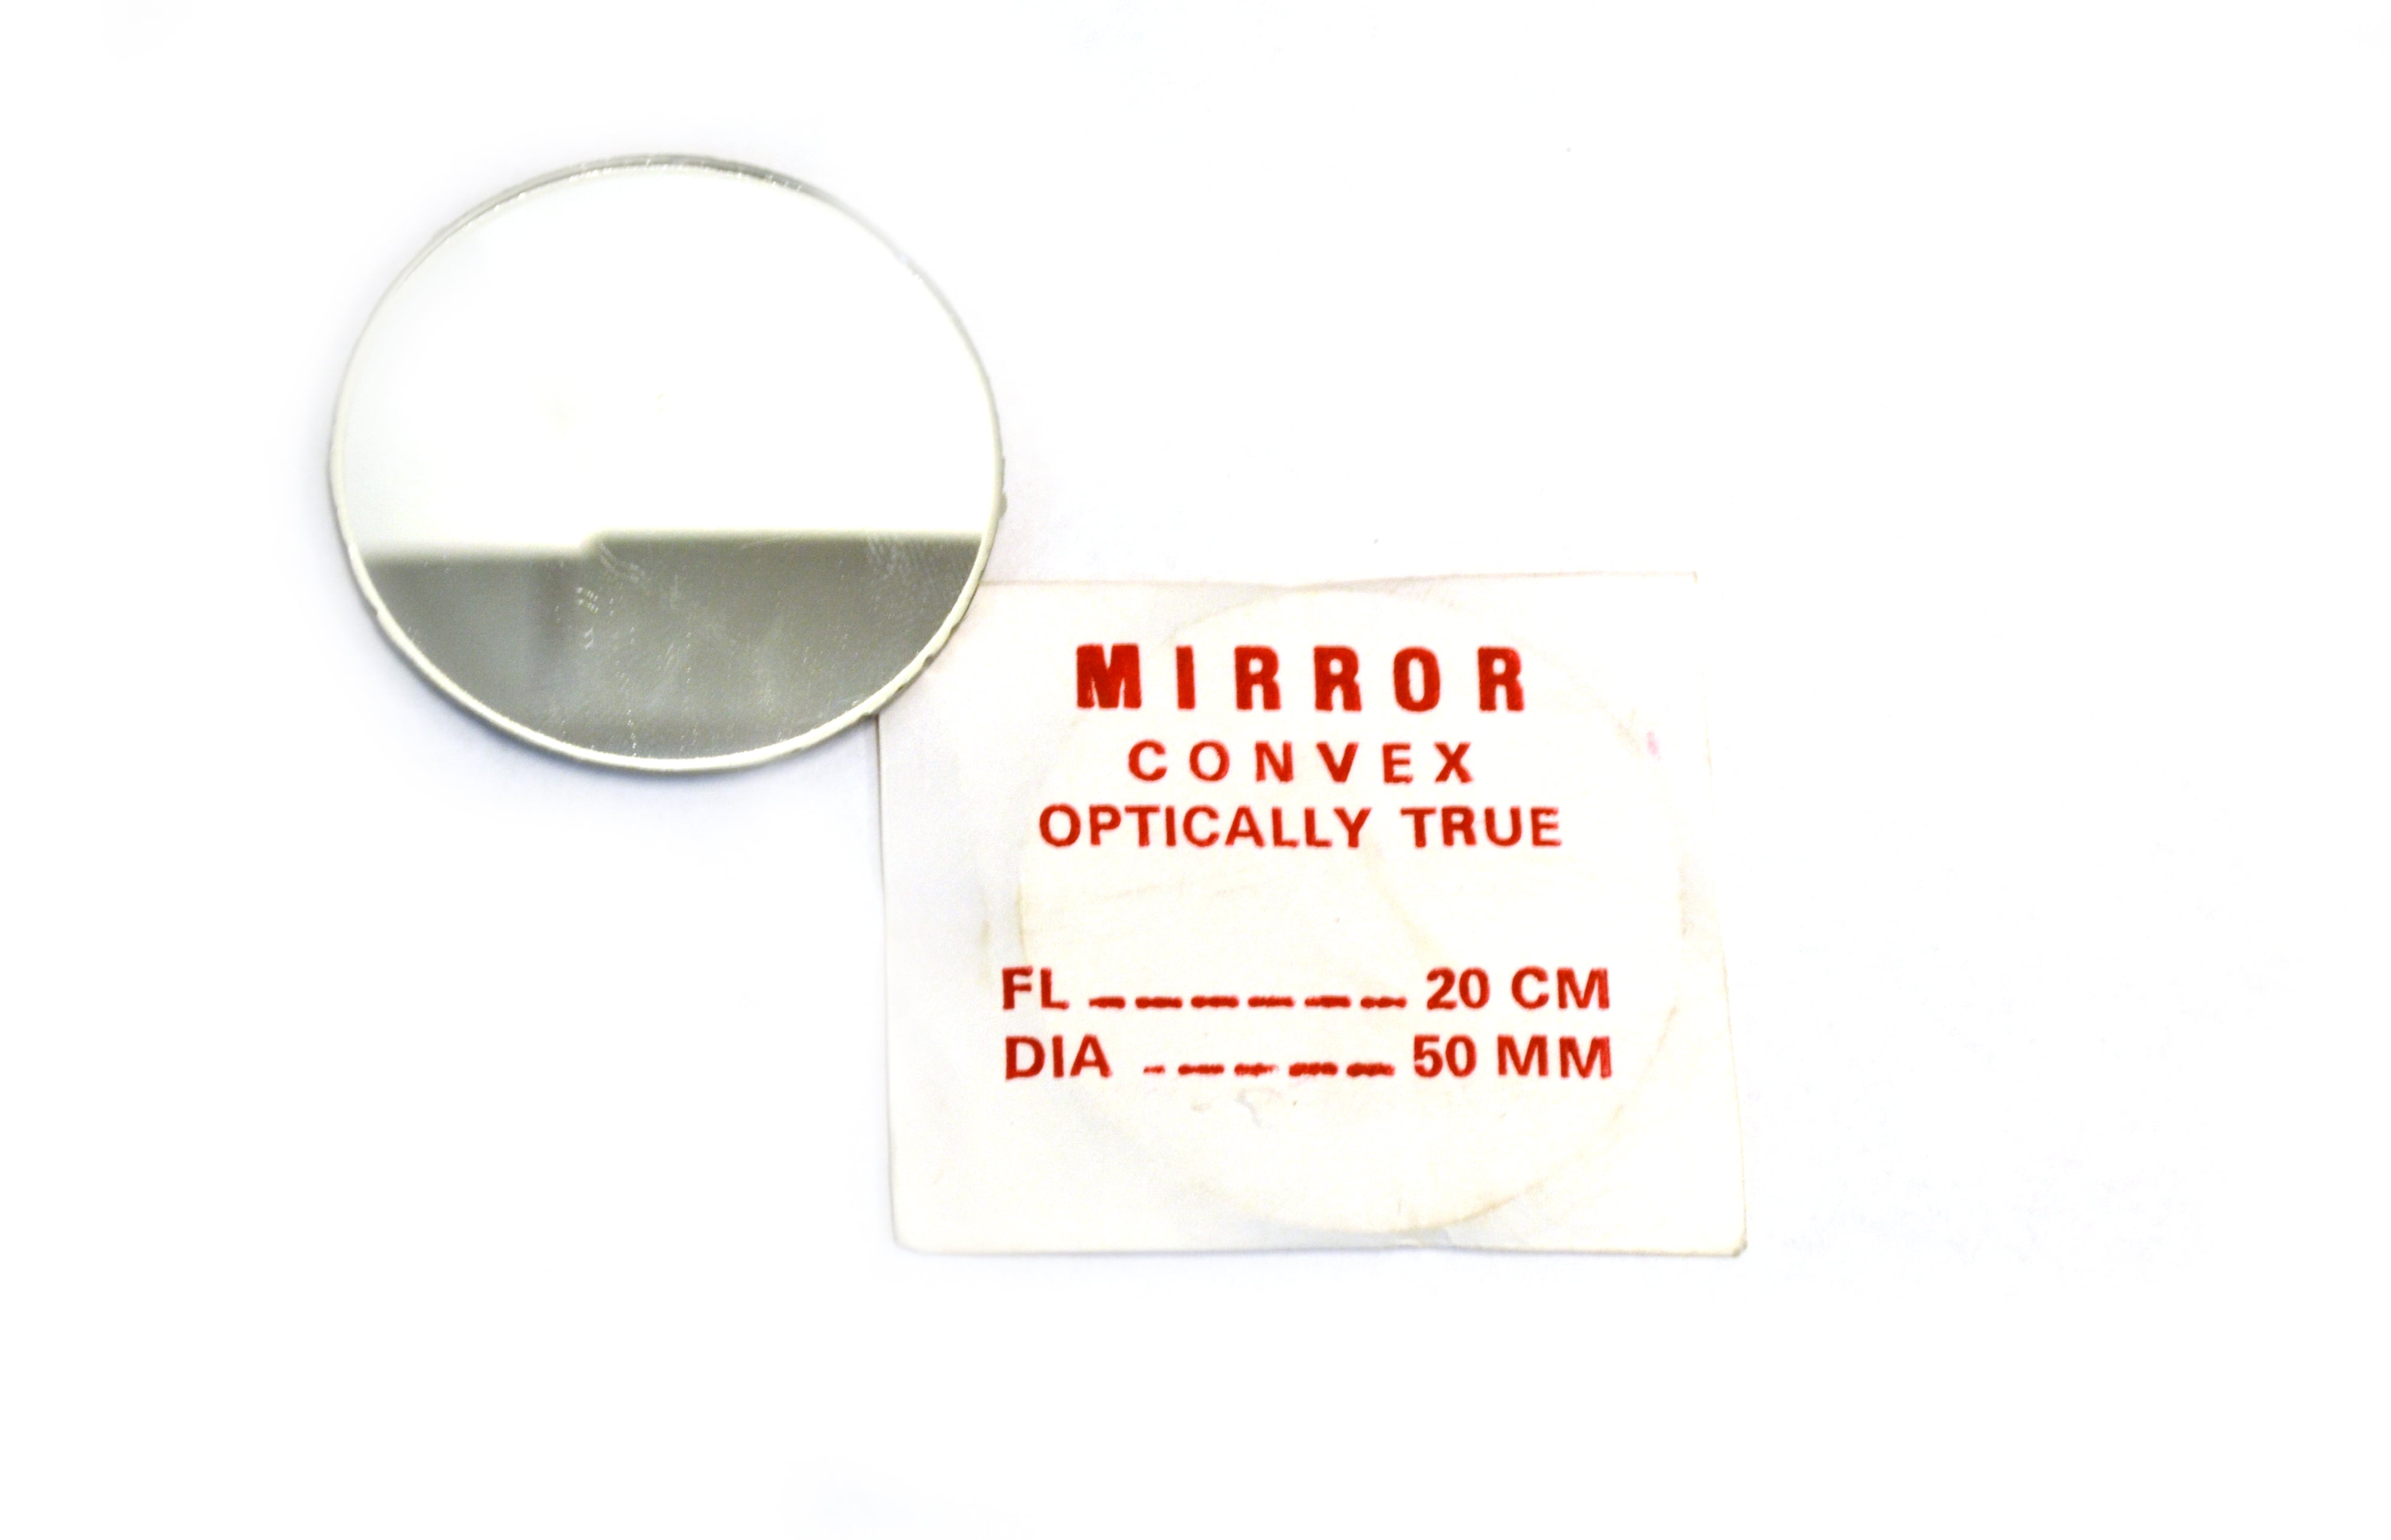 MIRROR
CONVEX
OPTICALLY TRUE
FL ------ 20 CM
DIA ----- 50 MM